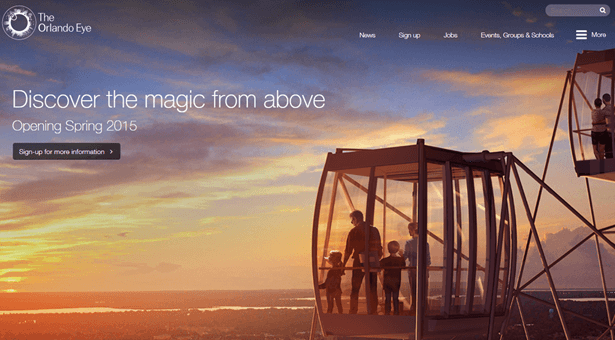 The
Orlando Eye
Search
News Sign up Jobs Events, Groups & Schools More
Discover the magic from above
Opening Spring 2015
Sign-up for more information